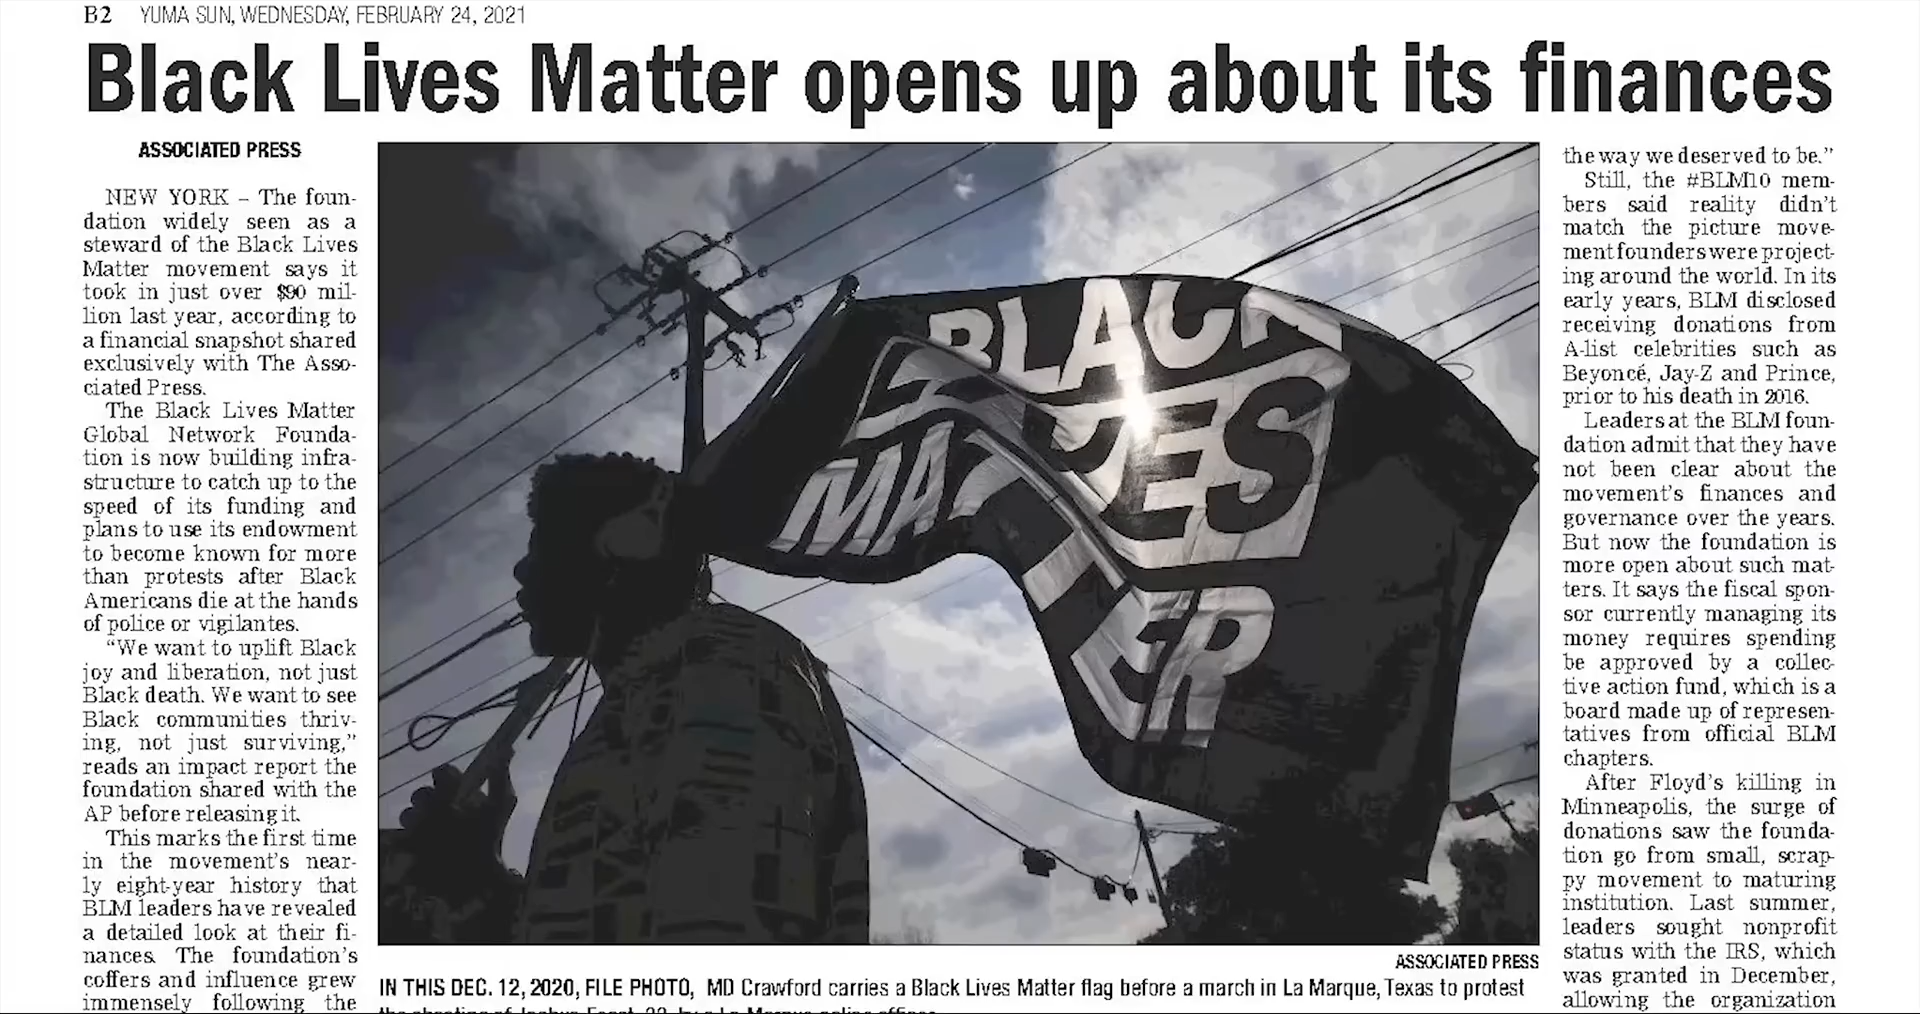 B2 YUMA SUN, WEDNESDAY, FEBRUARY 24, 2021
Black Lives Matter opens up about its finances
ASSOCIATED PRESS
NEW YORK – The foun-
dation widely seen as a
steward of the Black Lives
Matter movement says it
took in just over $90 mil-
lion last year, according to
a financial snapshot shared
exclusively with The Asso-
ciated Press.
The Black Lives Matter
Global Network Founda-
tion is now building infra-
structure to catch up to the
speed of its funding and
plans to use its endowment
to become known for more
than protests after Black
Americans die at the hands
of police or vigilantes.
"We want to uplift Black
joy and liberation, not just
Black death. We want to see
Black communities thriv-
ing, not just surviving,"
reads an impact report the
foundation shared with the
AP before releasing it.
This marks the first time
in the movement's near-
ly eight-year history that
BLM leaders have revealed
a detailed look at their fi-
nances. The foundation's
coffers and influence grew
immensely following the
BLACK
LIVES
MATTER
ASSOCIATED PRESS
IN THIS DEC. 12, 2020, FILE PHOTO, MD Crawford carries a Black Lives Matter flag before a march in La Marque, Texas to protest
the way we deserved to be."
Still, the #BLM10 mem-
bers said reality didn't
match the picture move-
ment founders were project-
ing around the world. In its
early years, BLM disclosed
receiving donations from
A-list celebrities such as
Beyoncé, Jay-Z and Prince,
prior to his death in 2016.
Leaders at the BLM foun-
dation admit that they have
not been clear about the
movement's finances and
governance over the years.
But now the foundation is
more open about such mat-
ters. It says the fiscal spon-
sor currently managing its
money requires spending
be approved by a collec-
tive action fund, which is a
board made up of represen-
tatives from official BLM
chapters.
After Floyd's killing in
Minneapolis, the surge of
donations saw the founda-
tion go from small, scrap-
py movement to maturing
institution. Last summer,
leaders sought nonprofit
status with the IRS, which
was granted in December,
allowing the organization